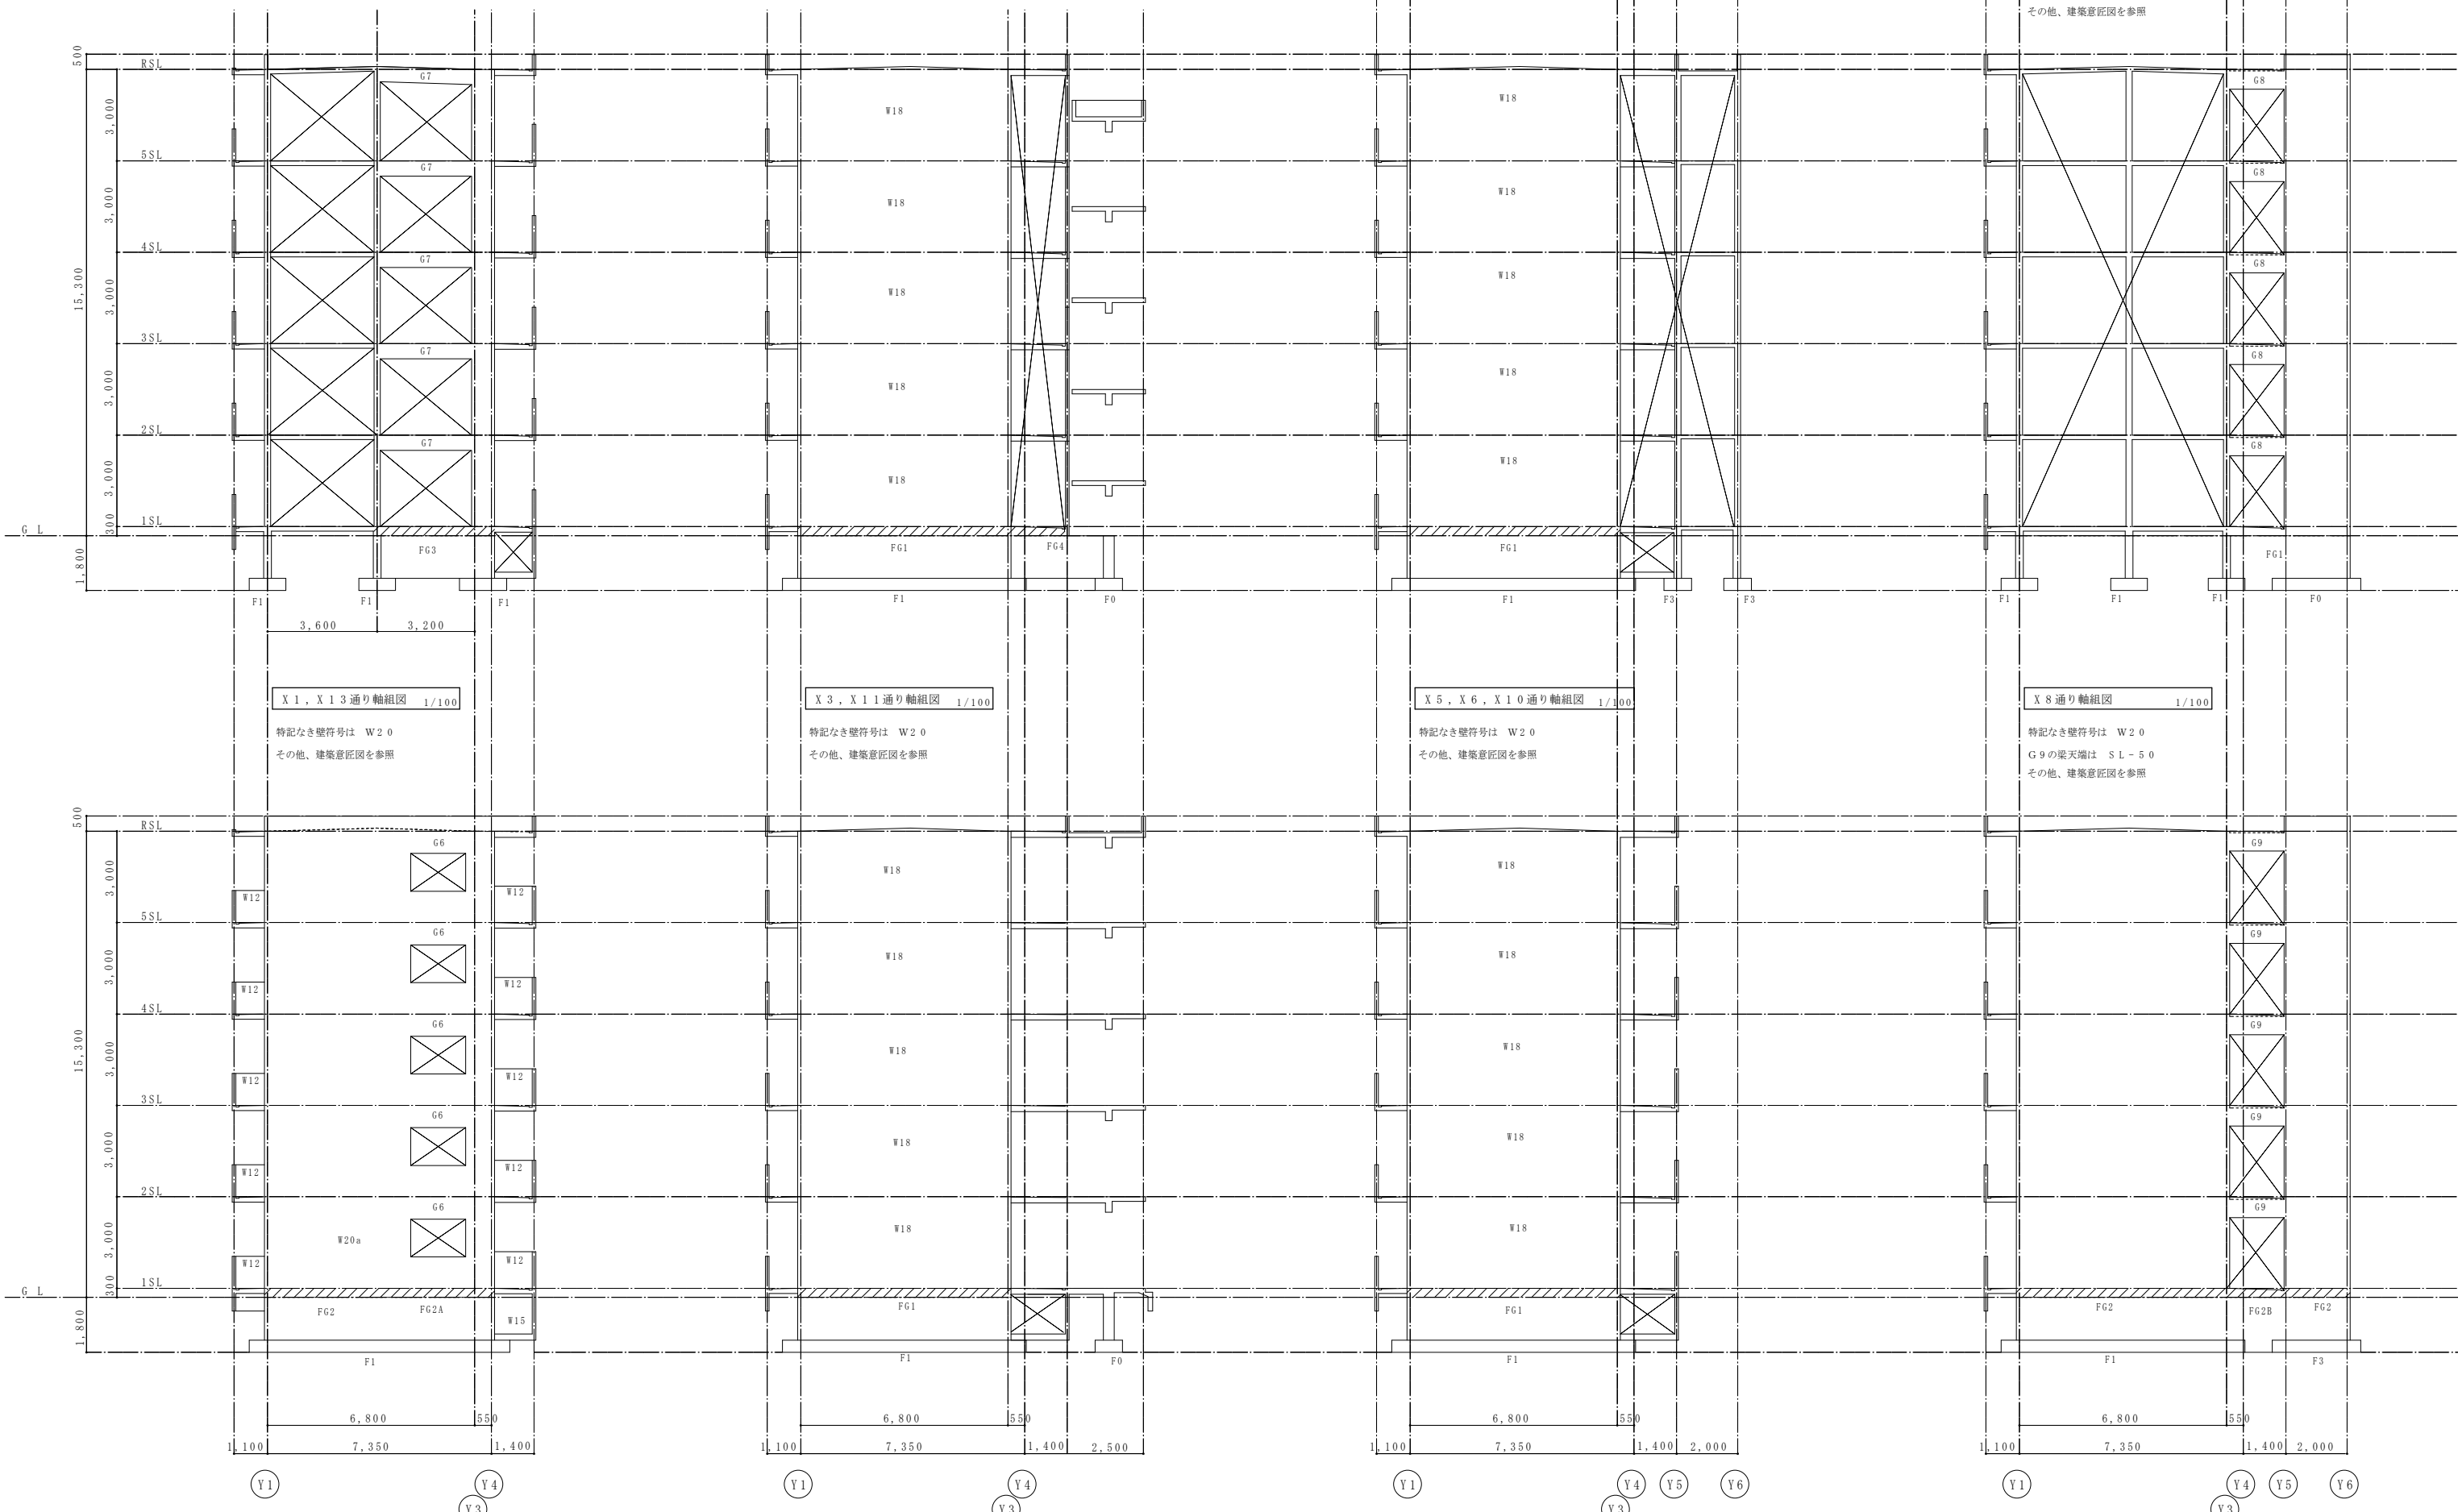 その他、建築意匠図を参照
500
RSL
3,000
5SL
3,000
4SL
15,300
3,000
3SL
3,000
2SL
3,000
1SL
300
G L
1,800
G7
G7
G7
G7
G7
FG3
F1
F1
F1
3,600
3,200
W18
W18
W18
W18
W18
FG1
FG4
F1
F0
W18
W18
W18
W18
W18
FG1
F1
F3
F3
G8
G8
G8
G8
G8
FG1
F1
F1
F1
F0
X1,X13通り軸組図 1/100
特記なき壁符号は W20
その他、建築意匠図を参照
X3,X11通り軸組図 1/100
特記なき壁符号は W20
その他、建築意匠図を参照
X5,X6,X10通り軸組図 1/100
特記なき壁符号は W20
その他、建築意匠図を参照
X8通り軸組図 1/100
特記なき壁符号は W20
G9の梁天端は SL-50
その他、建築意匠図を参照
500
RSL
3,000
5SL
3,000
4SL
15,300
3,000
3SL
3,000
2SL
3,000
1SL
300
G L
1,800
G6
W12
W12
G6
W12
W12
G6
W12
W12
G6
W12
W12
G6
W20a
W12
W12
FG2
FG2A
W15
F1
6,800
550
1,100
7,350
1,400
Y1
Y4
Y3
W18
W18
W18
W18
W18
FG1
F1
F0
6,800
550
1,100
7,350
1,400
2,500
Y1
Y4
Y3
W18
W18
W18
W18
W18
FG1
F1
6,800
550
1,100
7,350
1,400
2,000
Y1
Y4
Y5
Y6
Y3
G9
G9
G9
G9
G9
FG2
FG2B
FG2
F1
F3
6,800
550
1,100
7,350
1,400
2,000
Y1
Y4
Y5
Y6
Y3